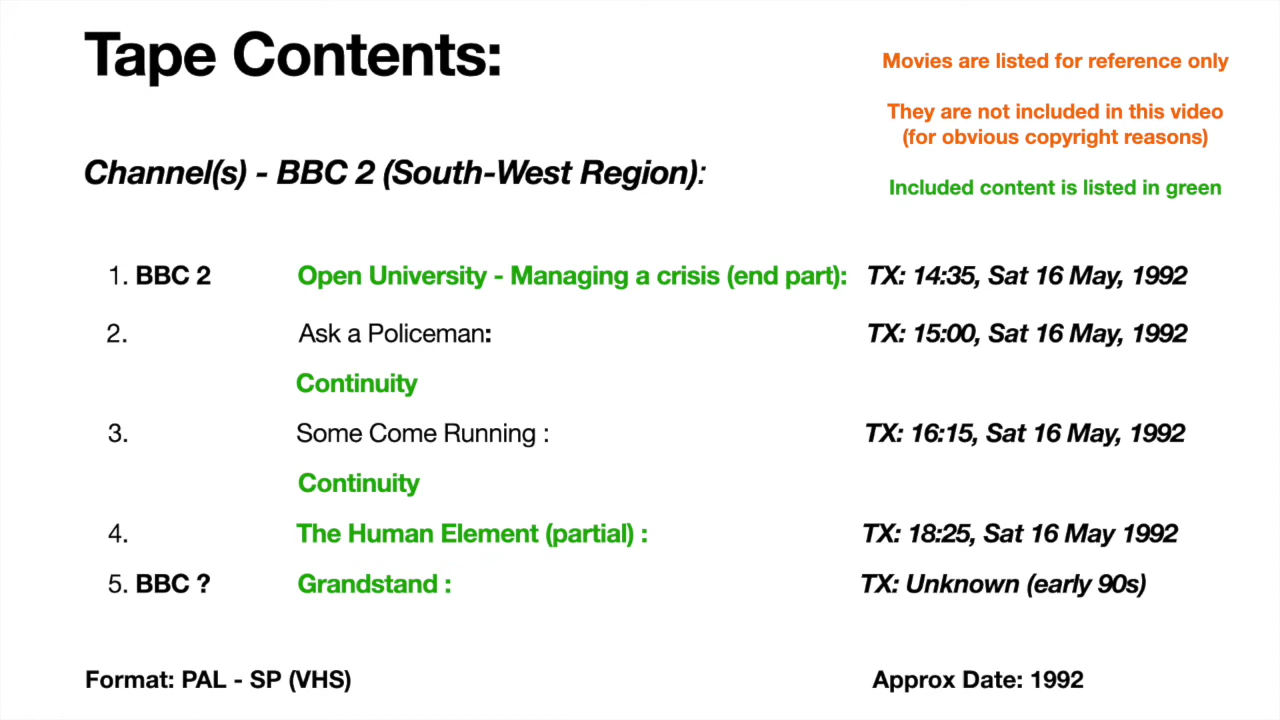 Tape Contents:
Movies are listed for reference only
They are not included in this video
(for obvious copyright reasons)
Included content is listed in green
Channel(s) - BBC 2 (South-West Region):
1. BBC 2 Open University - Managing a crisis (end part): TX: 14:35, Sat 16 May, 1992
2. Ask a Policeman: TX: 15:00, Sat 16 May, 1992
Continuity
3. Some Come Running : TX: 16:15, Sat 16 May, 1992
Continuity
4. The Human Element (partial) : TX: 18:25, Sat 16 May 1992
5. BBC ? Grandstand : TX: Unknown (early 90s)
Format: PAL - SP (VHS) Approx Date: 1992